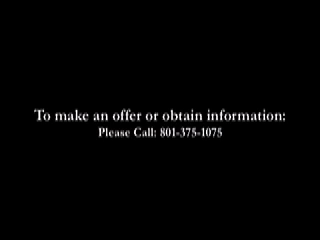 To make an offer or obtain information:
Please Call: 801-375-1075